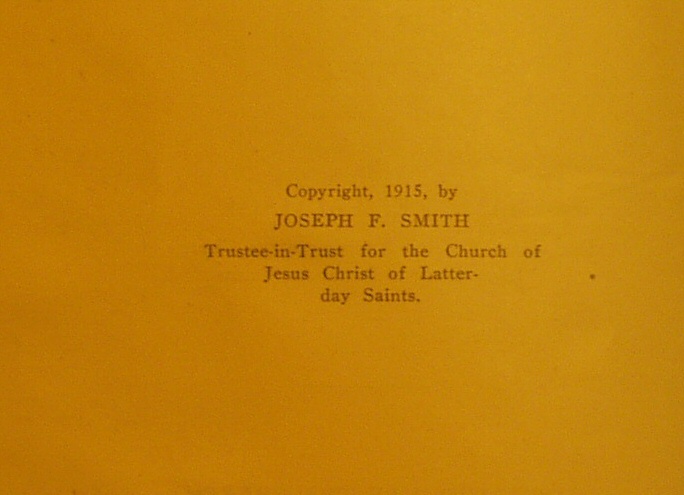 Copyright, 1915, by
JOSEPH F. SMITH
Trustee-in-Trust for the Church of
Jesus Christ of Latter-
day Saints.